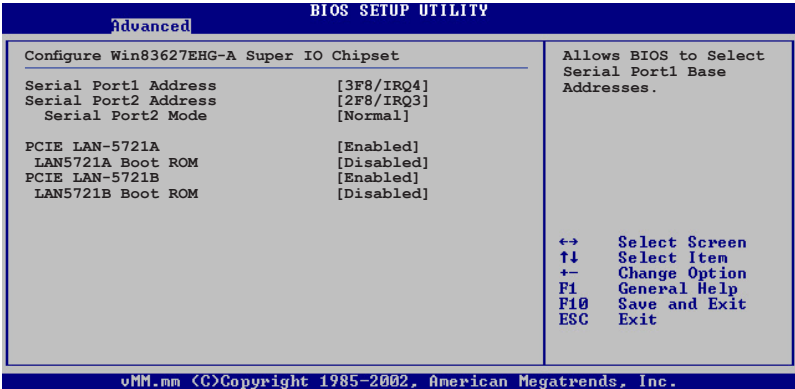 BIOS SETUP UTILITY
Advanced
Configure Win83627EHG-A Super IO Chipset
Serial Port1 Address [3F8/IRQ4]
Serial Port2 Address [2F8/IRQ3]
Serial Port2 Mode [Normal]
PCIE LAN-5721A [Enabled]
LAN5721A Boot ROM [Disabled]
PCIE LAN-5721B [Enabled]
LAN5721B Boot ROM [Disabled]
Allows BIOS to Select
Serial Port1 Base
Addresses.
←→ Select Screen
↑↓ Select Item
+- Change Option
F1 General Help
F10 Save and Exit
ESC Exit
vMM.mm (C)Copyright 1985-2002, American Megatrends, Inc.